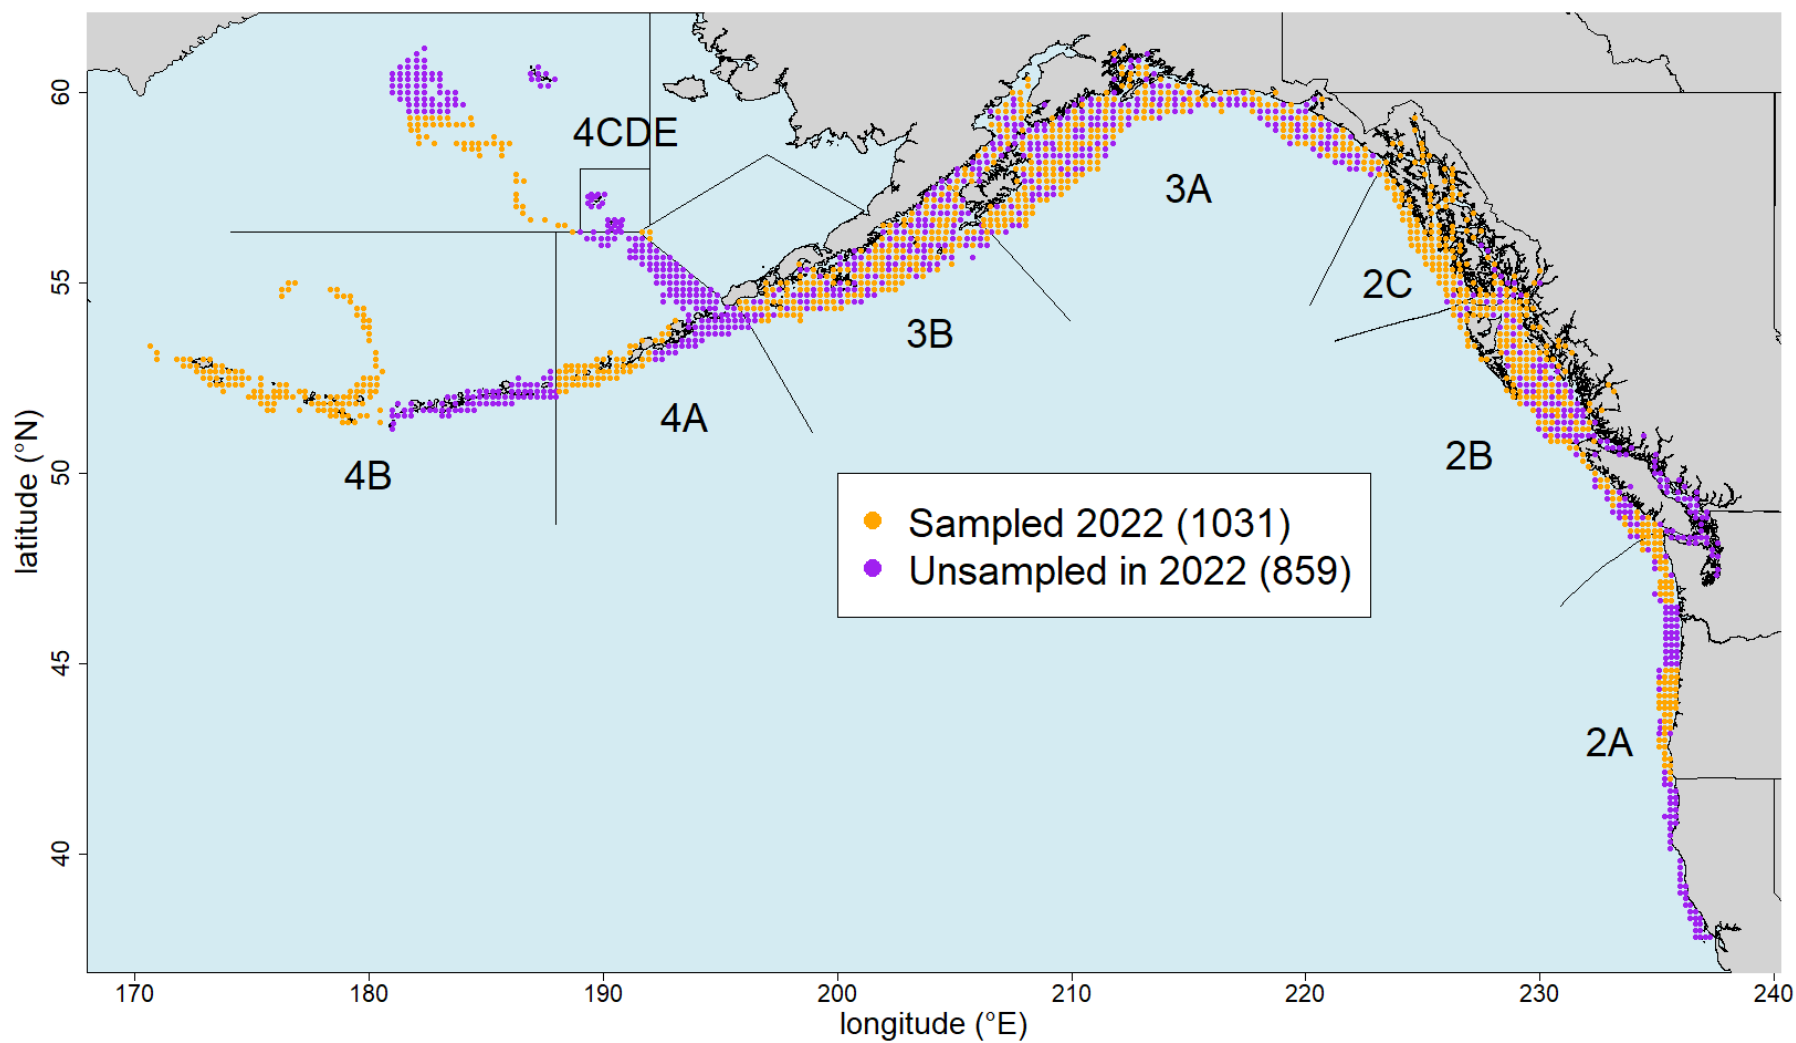 4CDE
3A
2C
3B
4A
2B
4B
2A
Sampled 2022 (1031)
Unsampled in 2022 (859)
latitude (°N)
60
55
50
45
40
170
180
190
200
210
220
230
240
longitude (°E)